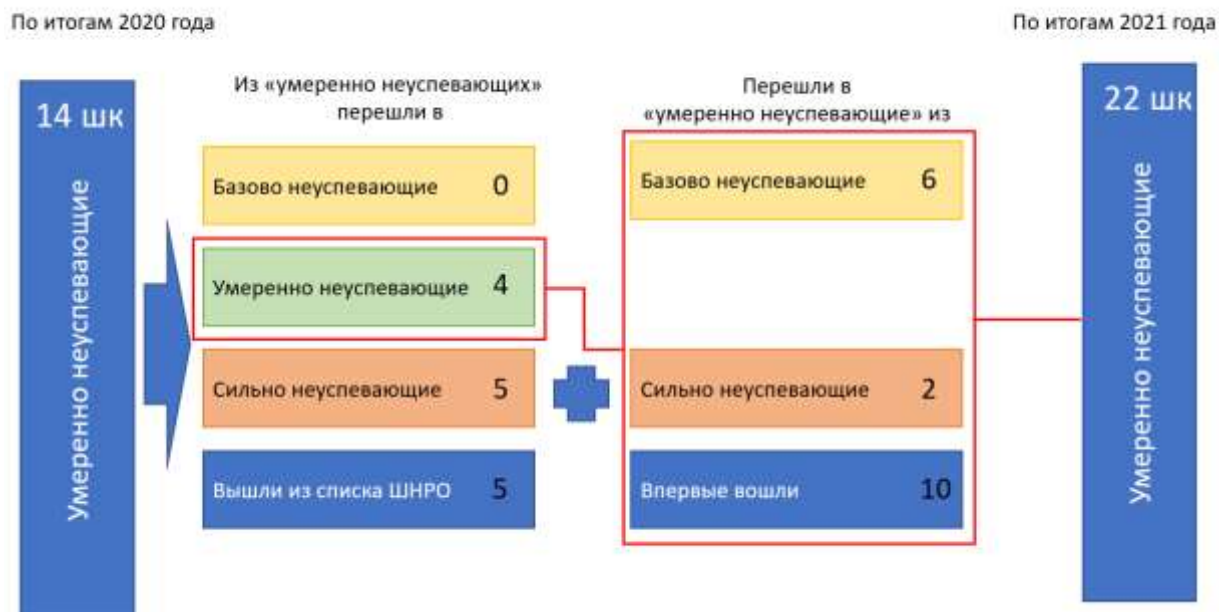 По итогам 2020 года
По итогам 2021 года
14 шк
Умеренно неуспевающие
Из «умеренно неуспевающих»
перешли в
Базово неуспевающие 0
Умеренно неуспевающие 4
Сильно неуспевающие 5
Вышли из списка ШНРО 5
Перешли в
«умеренно неуспевающие» из
Базово неуспевающие 6
Сильно неуспевающие 2
Впервые вошли 10
22 шк
Умеренно неуспевающие